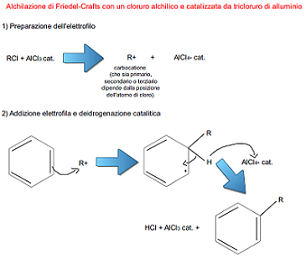 Alchilazione di Friedel-Crafts con un cloruro alchilico e catalizzata da tricloruro di alluminio
1) Preparazione dell'elettrofilo
RCl + AlCl3 cat.
R+ + AlCl4- cat.
carbocatione
(che sia primario,
secondario o terziario
dipende dalla posizione
dell'atomo di cloro).
2) Addizione elettrofila e deidrogenazione catalitica
R+
R
H
+
AlCl4- cat.
R
HCl + AlCl3 cat. +